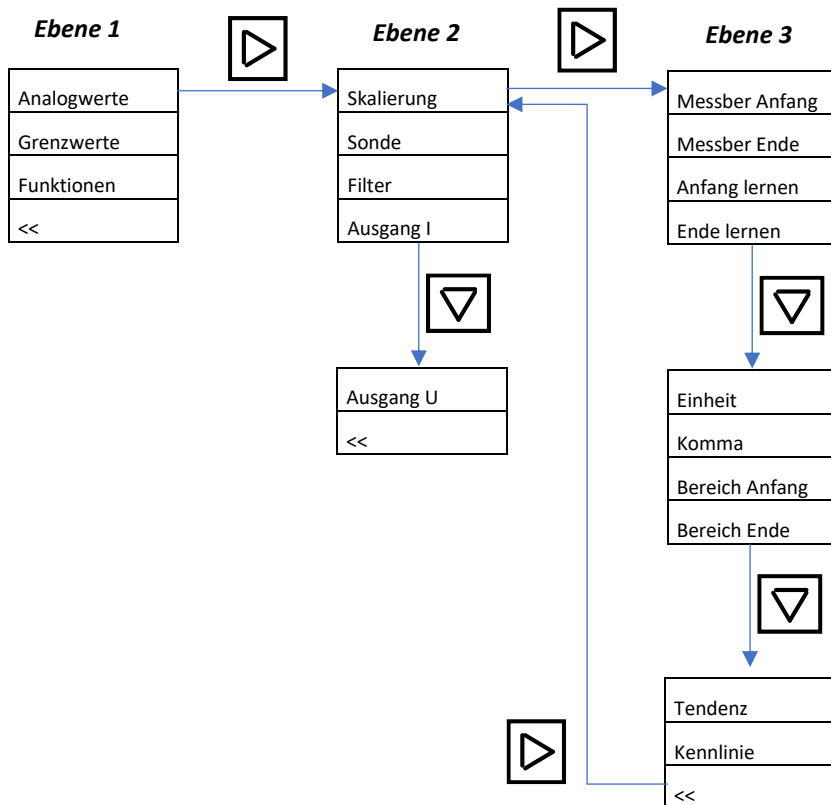 Ebene 1
Ebene 2
Ebene 3
Analogwerte
Grenzwerte
Funktionen
<<
Skalierung
Sonde
Filter
Ausgang I
Ausgang U
<<
Messber Anfang
Messber Ende
Anfang lernen
Ende lernen
Einheit
Komma
Bereich Anfang
Bereich Ende
Tendenz
Kennlinie
<<